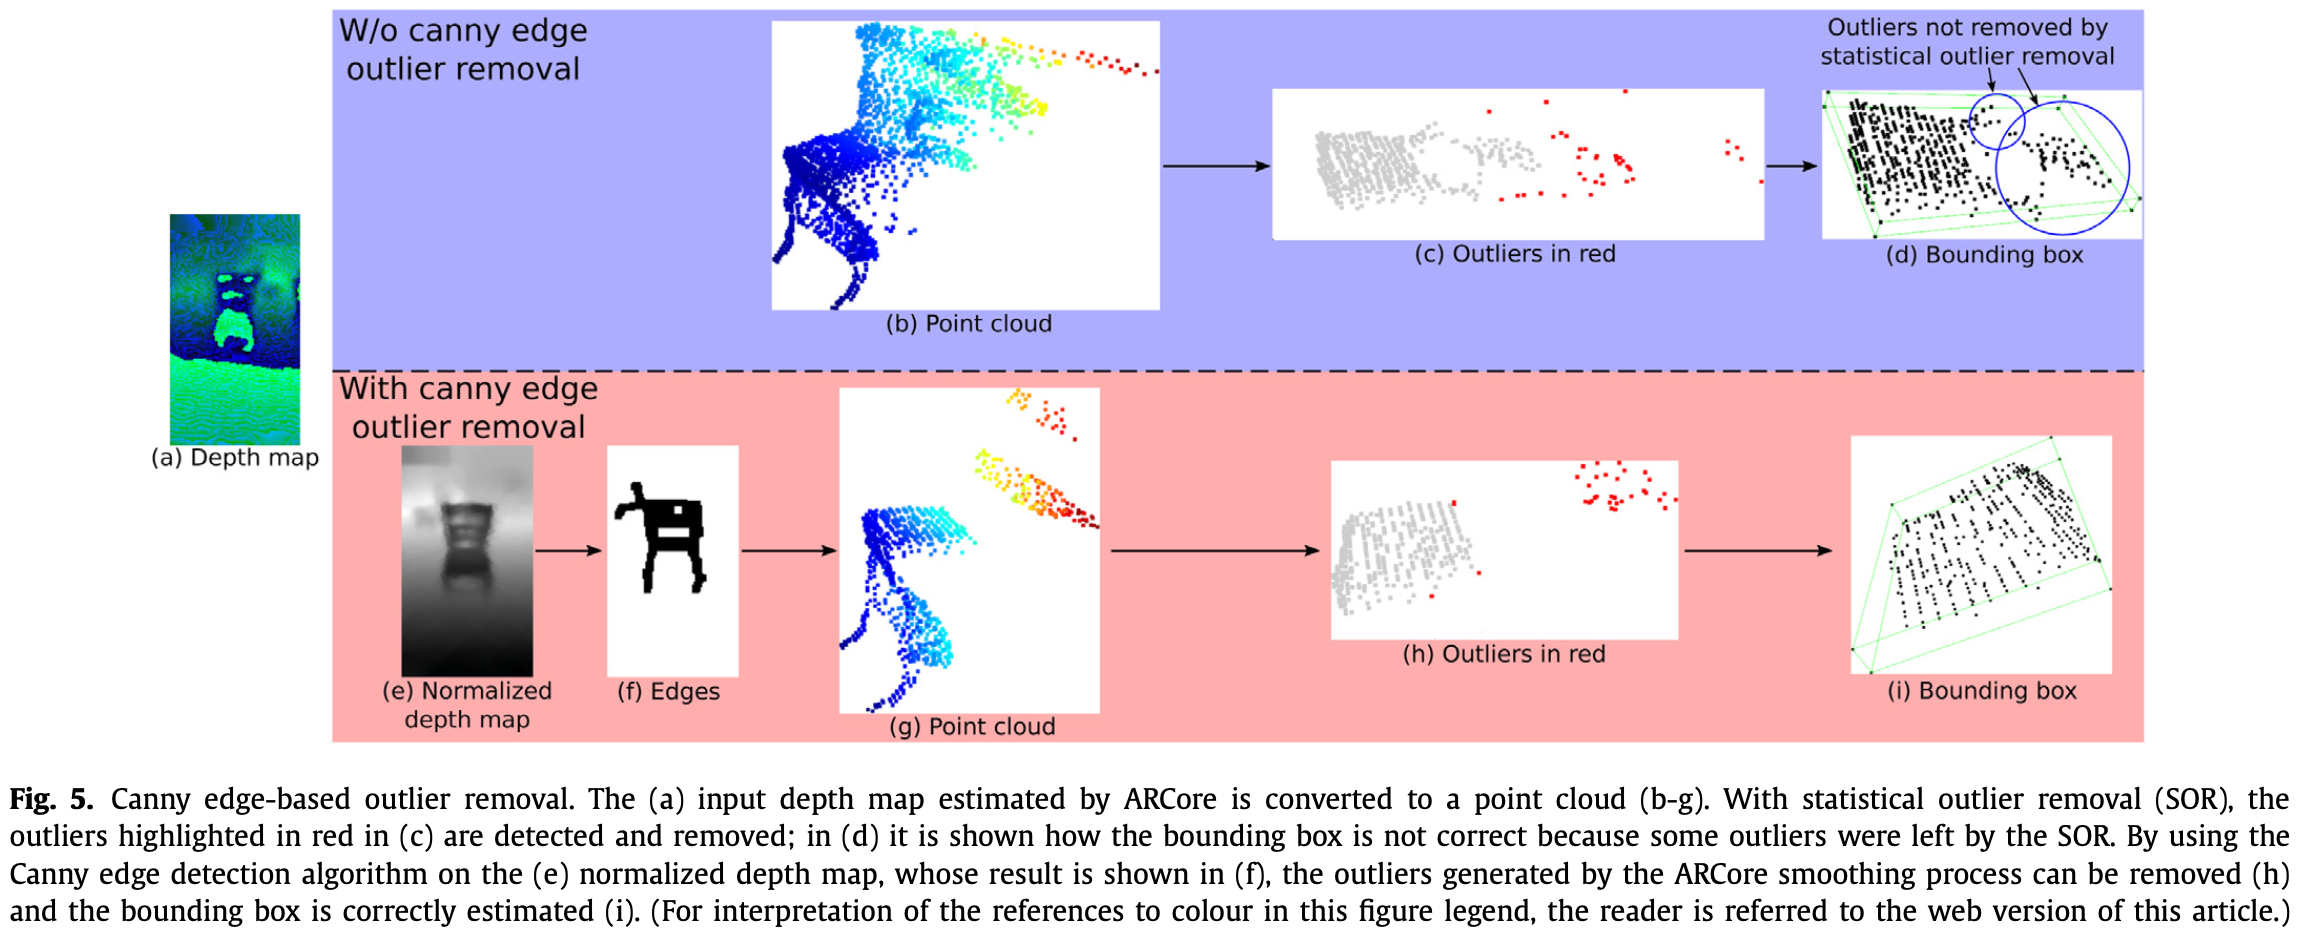 W/o canny edge
outlier removal
Outliers not removed by
statistical outlier removal
(c) Outliers in red
(d) Bounding box
(b) Point cloud
(a) Depth map
With canny edge
outlier removal
(e) Normalized
depth map
(f) Edges
(g) Point cloud
(h) Outliers in red
(i) Bounding box
Fig. 5. Canny edge-based outlier removal. The (a) input depth map estimated by ARCore is converted to a point cloud (b-g). With statistical outlier removal (SOR), the
outliers highlighted in red in (c) are detected and removed; in (d) it is shown how the bounding box is not correct because some outliers were left by the SOR. By using the
Canny edge detection algorithm on the (e) normalized depth map, whose result is shown in (f), the outliers generated by the ARCore smoothing process can be removed (h)
and the bounding box is correctly estimated (i). (For interpretation of the references to colour in this figure legend, the reader is referred to the web version of this article.)